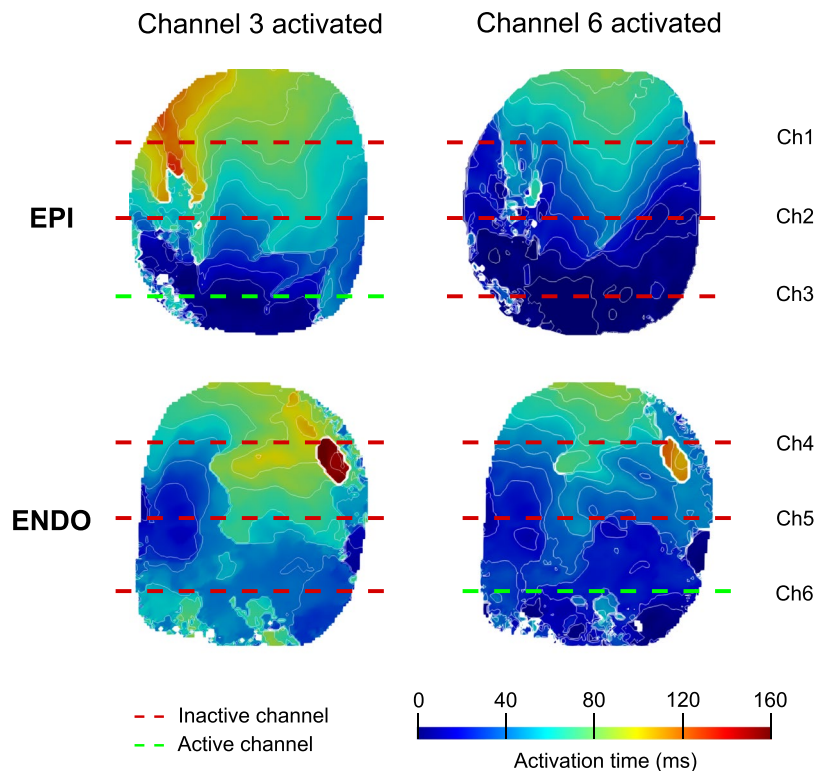 Channel 3 activated
Channel 6 activated
Ch1
EPI
Ch2
Ch3
Ch4
ENDO
Ch5
Ch6
Inactive channel
Active channel
0 40 80 120 160
Activation time (ms)